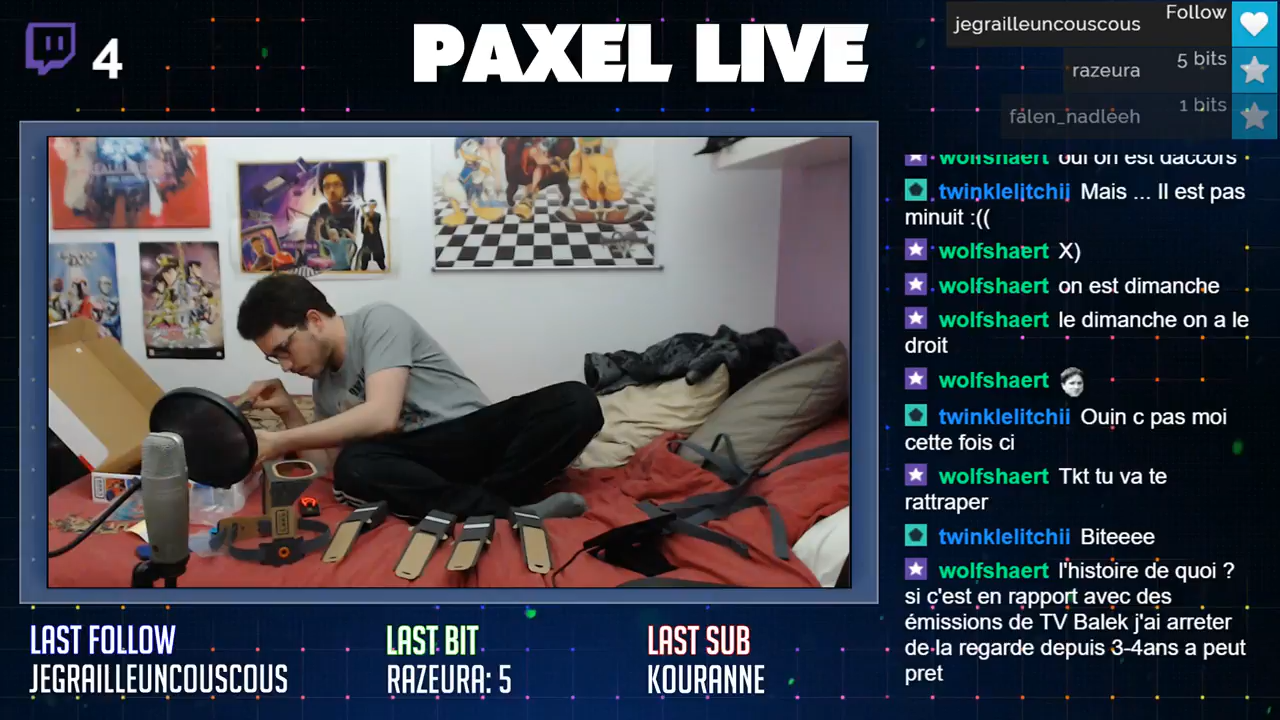 4
PAXEL LIVE
jegrailleuncouscous Follow
razeura 5 bits
fálen_nadleeh 1 bits
wolfshaert oui on est daccors
twinklelitchii Mais ... Il est pas
minuit :((
wolfshaert X)
wolfshaert on est dimanche
wolfshaert le dimanche on a le
droit
wolfshaert
twinklelitchii Ouin c pas moi
cette fois ci
wolfshaert Tkt tu va te
rattraper
twinklelitchii Biteeee
wolfshaert l'histoire de quoi ?
si c'est en rapport avec des
émissions de TV Balek j'ai arreter
de la regarde depuis 3-4ans a peut
pret
LAST FOLLOW
JEGRAILLEUNCOUSCOUS
LAST BIT
RAZEURA: 5
LAST SUB
KOURANNE